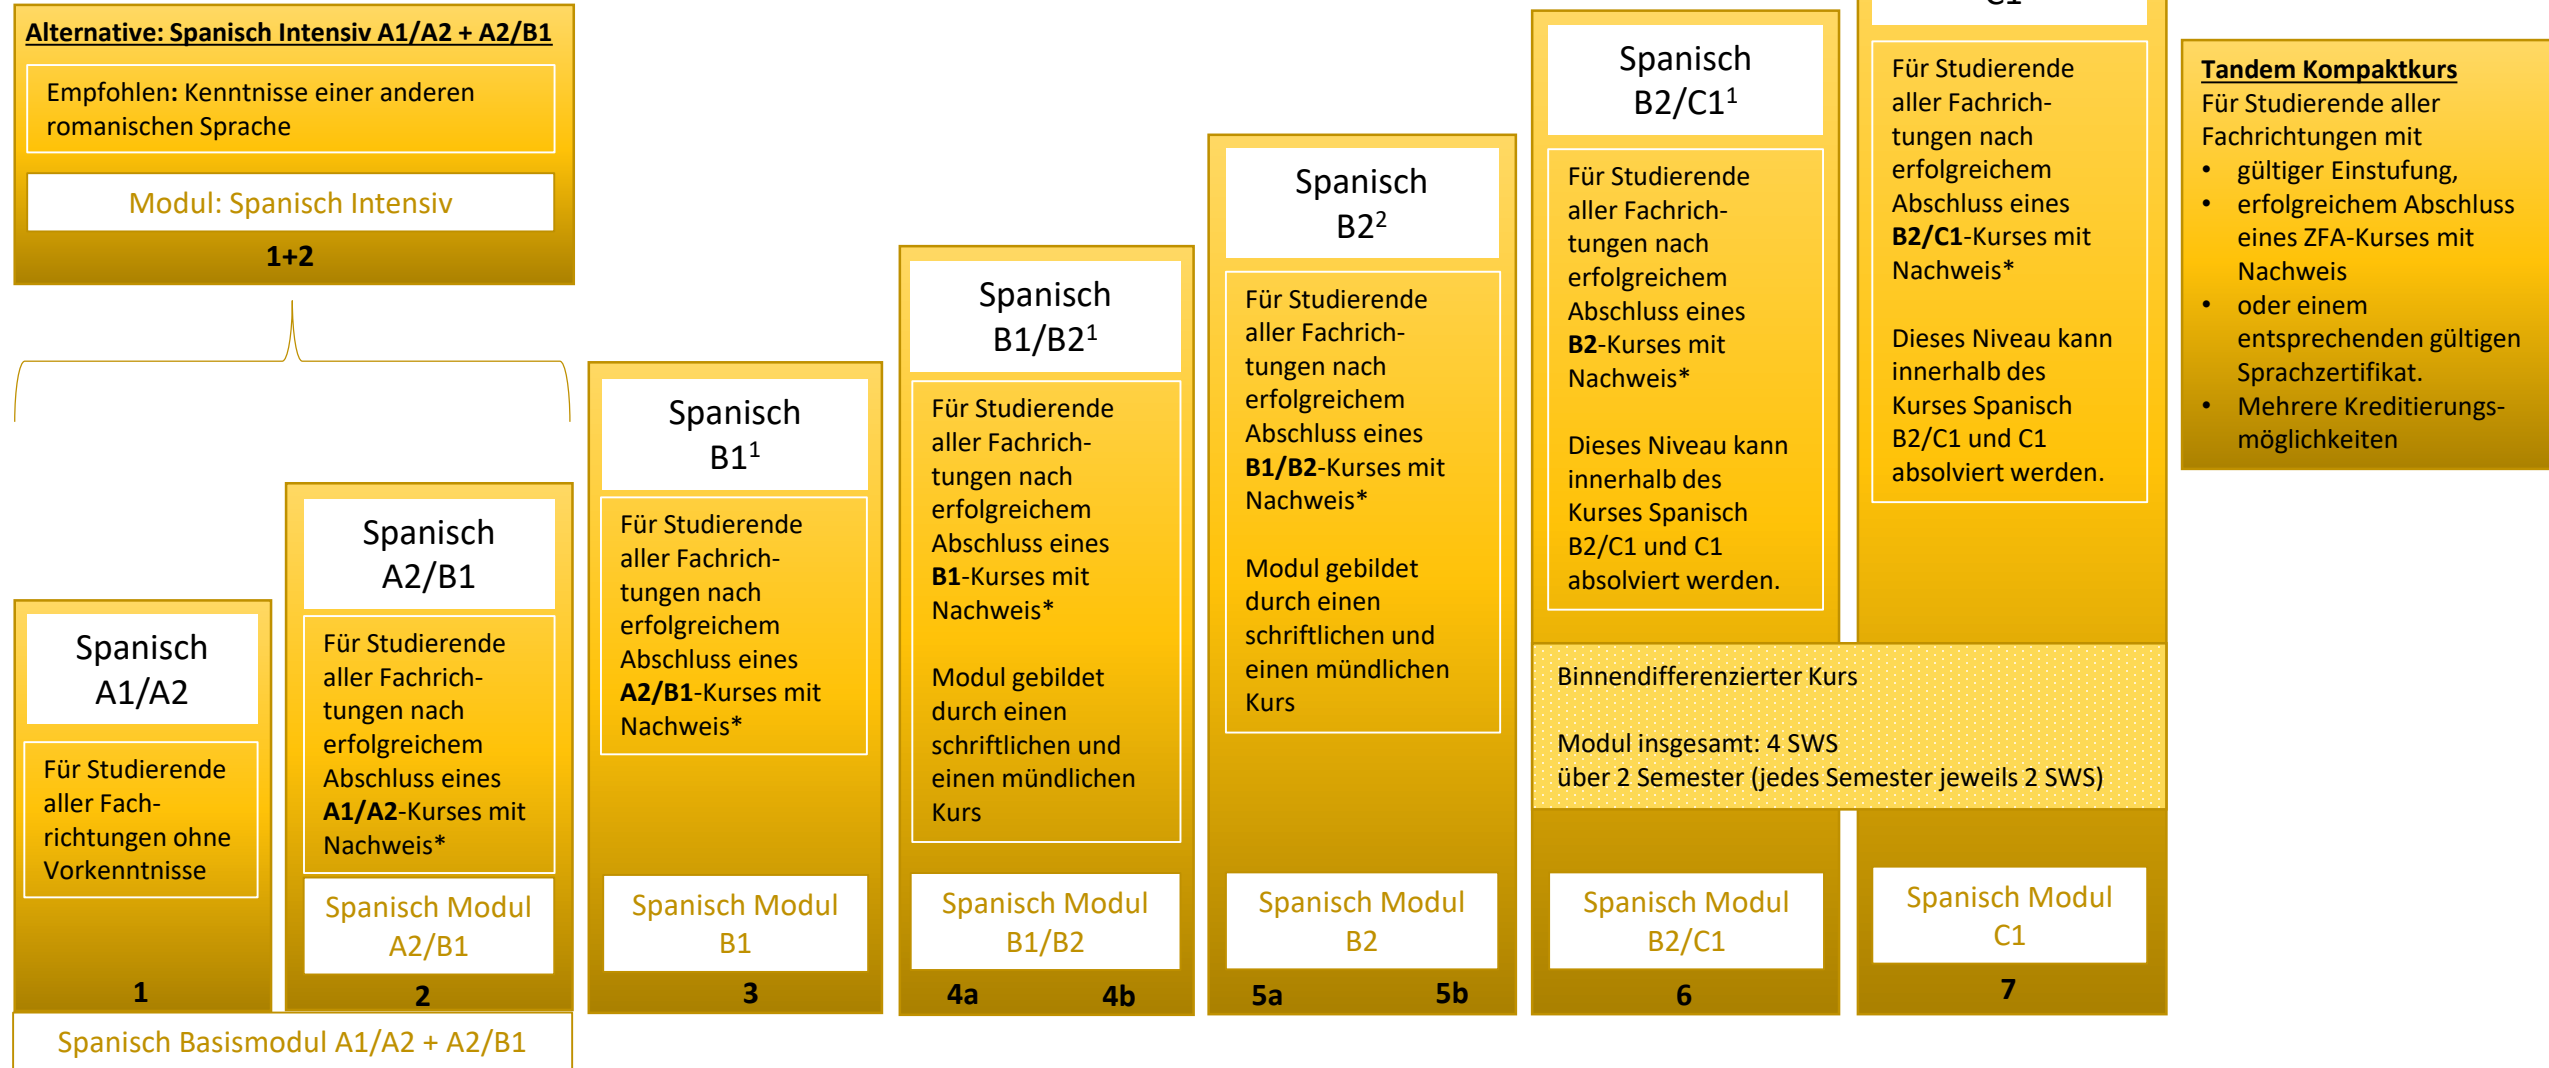 Alternative: Spanisch Intensiv A1/A2 + A2/B1
Empfohlen: Kenntnisse einer anderen
romanischen Sprache
Modul: Spanisch Intensiv
1+2
Spanisch
A1/A2
Für Studierende
aller Fach-
richtungen ohne
Vorkenntnisse
1
Spanisch
A2/B1
Für Studierende
aller Fachrich-
tungen nach
erfolgreichem
Abschluss eines
A1/A2-Kurses mit
Nachweis*
Spanisch Modul
A2/B1
2
Spanisch Basismodul A1/A2 + A2/B1
Spanisch
B1¹
Für Studierende
aller Fachrich-
tungen nach
erfolgreichem
Abschluss eines
A2/B1-Kurses mit
Nachweis*
Spanisch Modul
B1
3
Spanisch
B1/B2¹
Für Studierende
aller Fachrich-
tungen nach
erfolgreichem
Abschluss eines
B1-Kurses mit
Nachweis*
Modul gebildet
durch einen
schriftlichen und
einen mündlichen
Kurs
Spanisch Modul
B1/B2
4a 4b
Spanisch
B2²
Für Studierende
aller Fachrich-
tungen nach
erfolgreichem
Abschluss eines
B1/B2-Kurses mit
Nachweis*
Modul gebildet
durch einen
schriftlichen und
einen mündlichen
Kurs
Spanisch Modul
B2
5a 5b
Spanisch
B2/C1¹
Für Studierende
aller Fachrich-
tungen nach
erfolgreichem
Abschluss eines
B2-Kurses mit
Nachweis*
Dieses Niveau kann
innerhalb des
Kurses Spanisch
B2/C1 und C1
absolviert werden.
C1
Für Studierende
aller Fachrich-
tungen nach
erfolgreichem
Abschluss eines
B2/C1-Kurses mit
Nachweis*
Dieses Niveau kann
innerhalb des
Kurses Spanisch
B2/C1 und C1
absolviert werden.
Binnendifferenzierter Kurs
Modul insgesamt: 4 SWS
über 2 Semester (jedes Semester jeweils 2 SWS)
Spanisch Modul
B2/C1
6
Spanisch Modul
C1
7
Tandem Kompaktkurs
Für Studierende aller
Fachrichtungen mit
• gültiger Einstufung,
• erfolgreichem Abschluss
eines ZFA-Kurses mit
Nachweis
• oder einem
entsprechenden gültigen
Sprachzertifikat.
• Mehrere Kreditierungs-
möglichkeiten